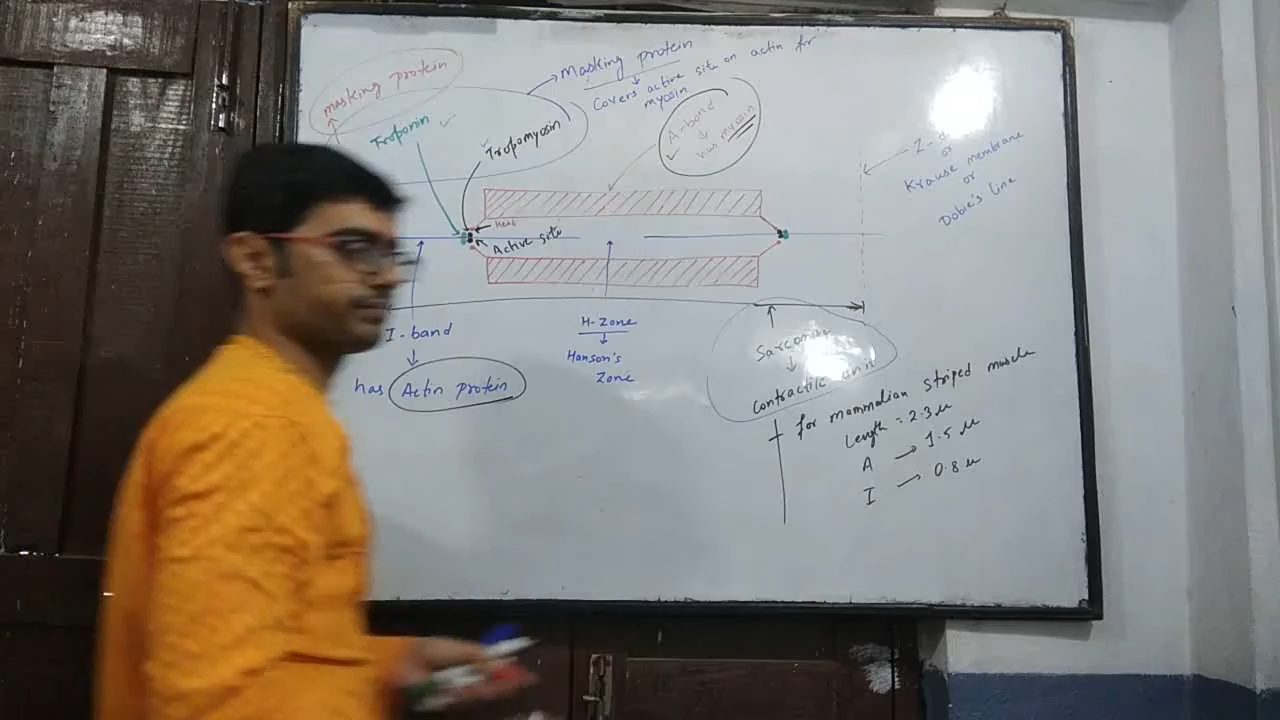 masking protein
Troponin
Tropomyosin
Masking protein
Covers active site on actin for
myosin
A-band
has myosin
Krause membrane
or
Dobie's line
Head
Active site
I-band
has Actin protein
H-Zone
Hanson's
Zone
Contractile unit
for mammalian striped muscle
Length = 2.3 μ
A → 1.5 μ
I → 0.8 μ